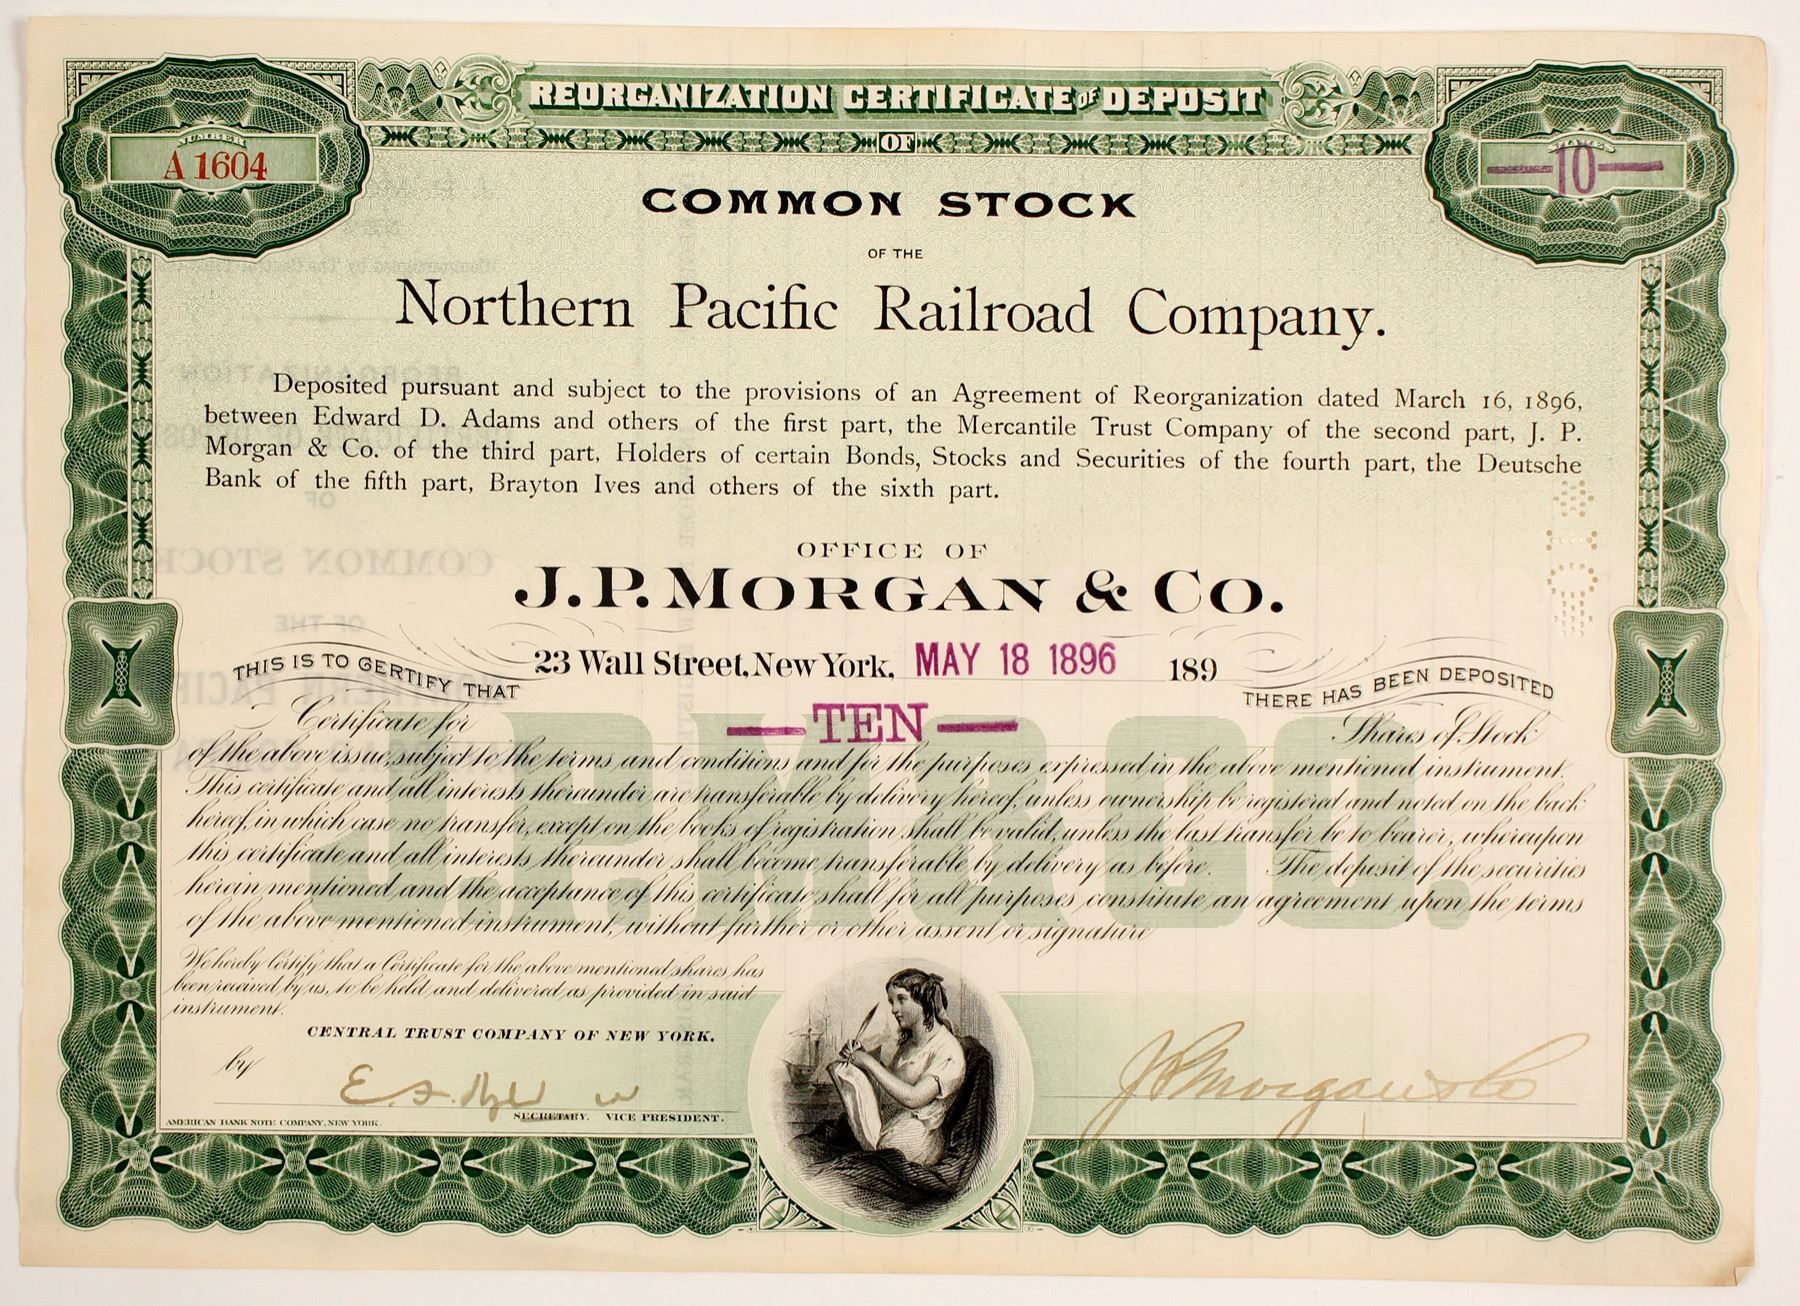 REORGANIZATION CERTIFICATE OF DEPOSIT
NUMBER
A 1604
OF
10
COMMON STOCK
OF THE
Northern Pacific Railroad Company.
Deposited pursuant and subject to the provisions of an Agreement of Reorganization dated March 16, 1896,
between Edward D. Adams and others of the first part, the Mercantile Trust Company of the second part, J. P.
Morgan & Co. of the third part, Holders of certain Bonds, Stocks and Securities of the fourth part, the Deutsche
Bank of the fifth part, Brayton Ives and others of the sixth part.
OFFICE OF
J. P. MORGAN & CO.
23 Wall Street, New York, MAY 18 1896 189
THIS IS TO CERTIFY THAT THERE HAS BEEN DEPOSITED
Certificate for — TEN — Shares of Stock
of the above issue, subject to the terms and conditions and for the purposes expressed in the above mentioned instrument.
This certificate and all interests thereunder are transferable by delivery hereof, unless ownership be registered and noted on the back
hereof, in which case no transfer, except on the books of registration shall be valid, unless the last transfer be to bearer, whereupon
this certificate and all interests thereunder shall become transferable by delivery as before. The deposit of the securities
herein mentioned and the acceptance of this certificate shall for all purposes constitute an agreement upon the terms
of the above mentioned instrument, without further or other assent or signature
J.P.M.& CO.
We hereby Certify that a Certificate for the above mentioned shares has
been received by us, to be held and delivered as provided in said
instrument.
CENTRAL TRUST COMPANY OF NEW YORK.
by
SECRETARY. VICE PRESIDENT.
J P Morgan & Co
AMERICAN BANK NOTE COMPANY, NEW YORK.